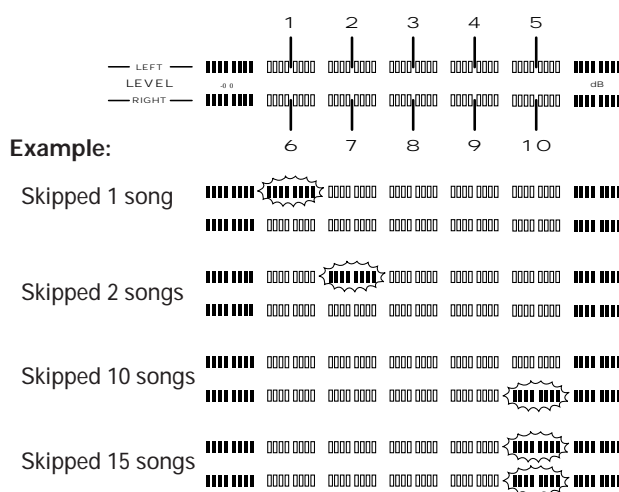 1 2 3 4 5
LEFT
LEVEL
RIGHT
dB
6 7 8 9 10
Example:
Skipped 1 song
Skipped 2 songs
Skipped 10 songs
Skipped 15 songs